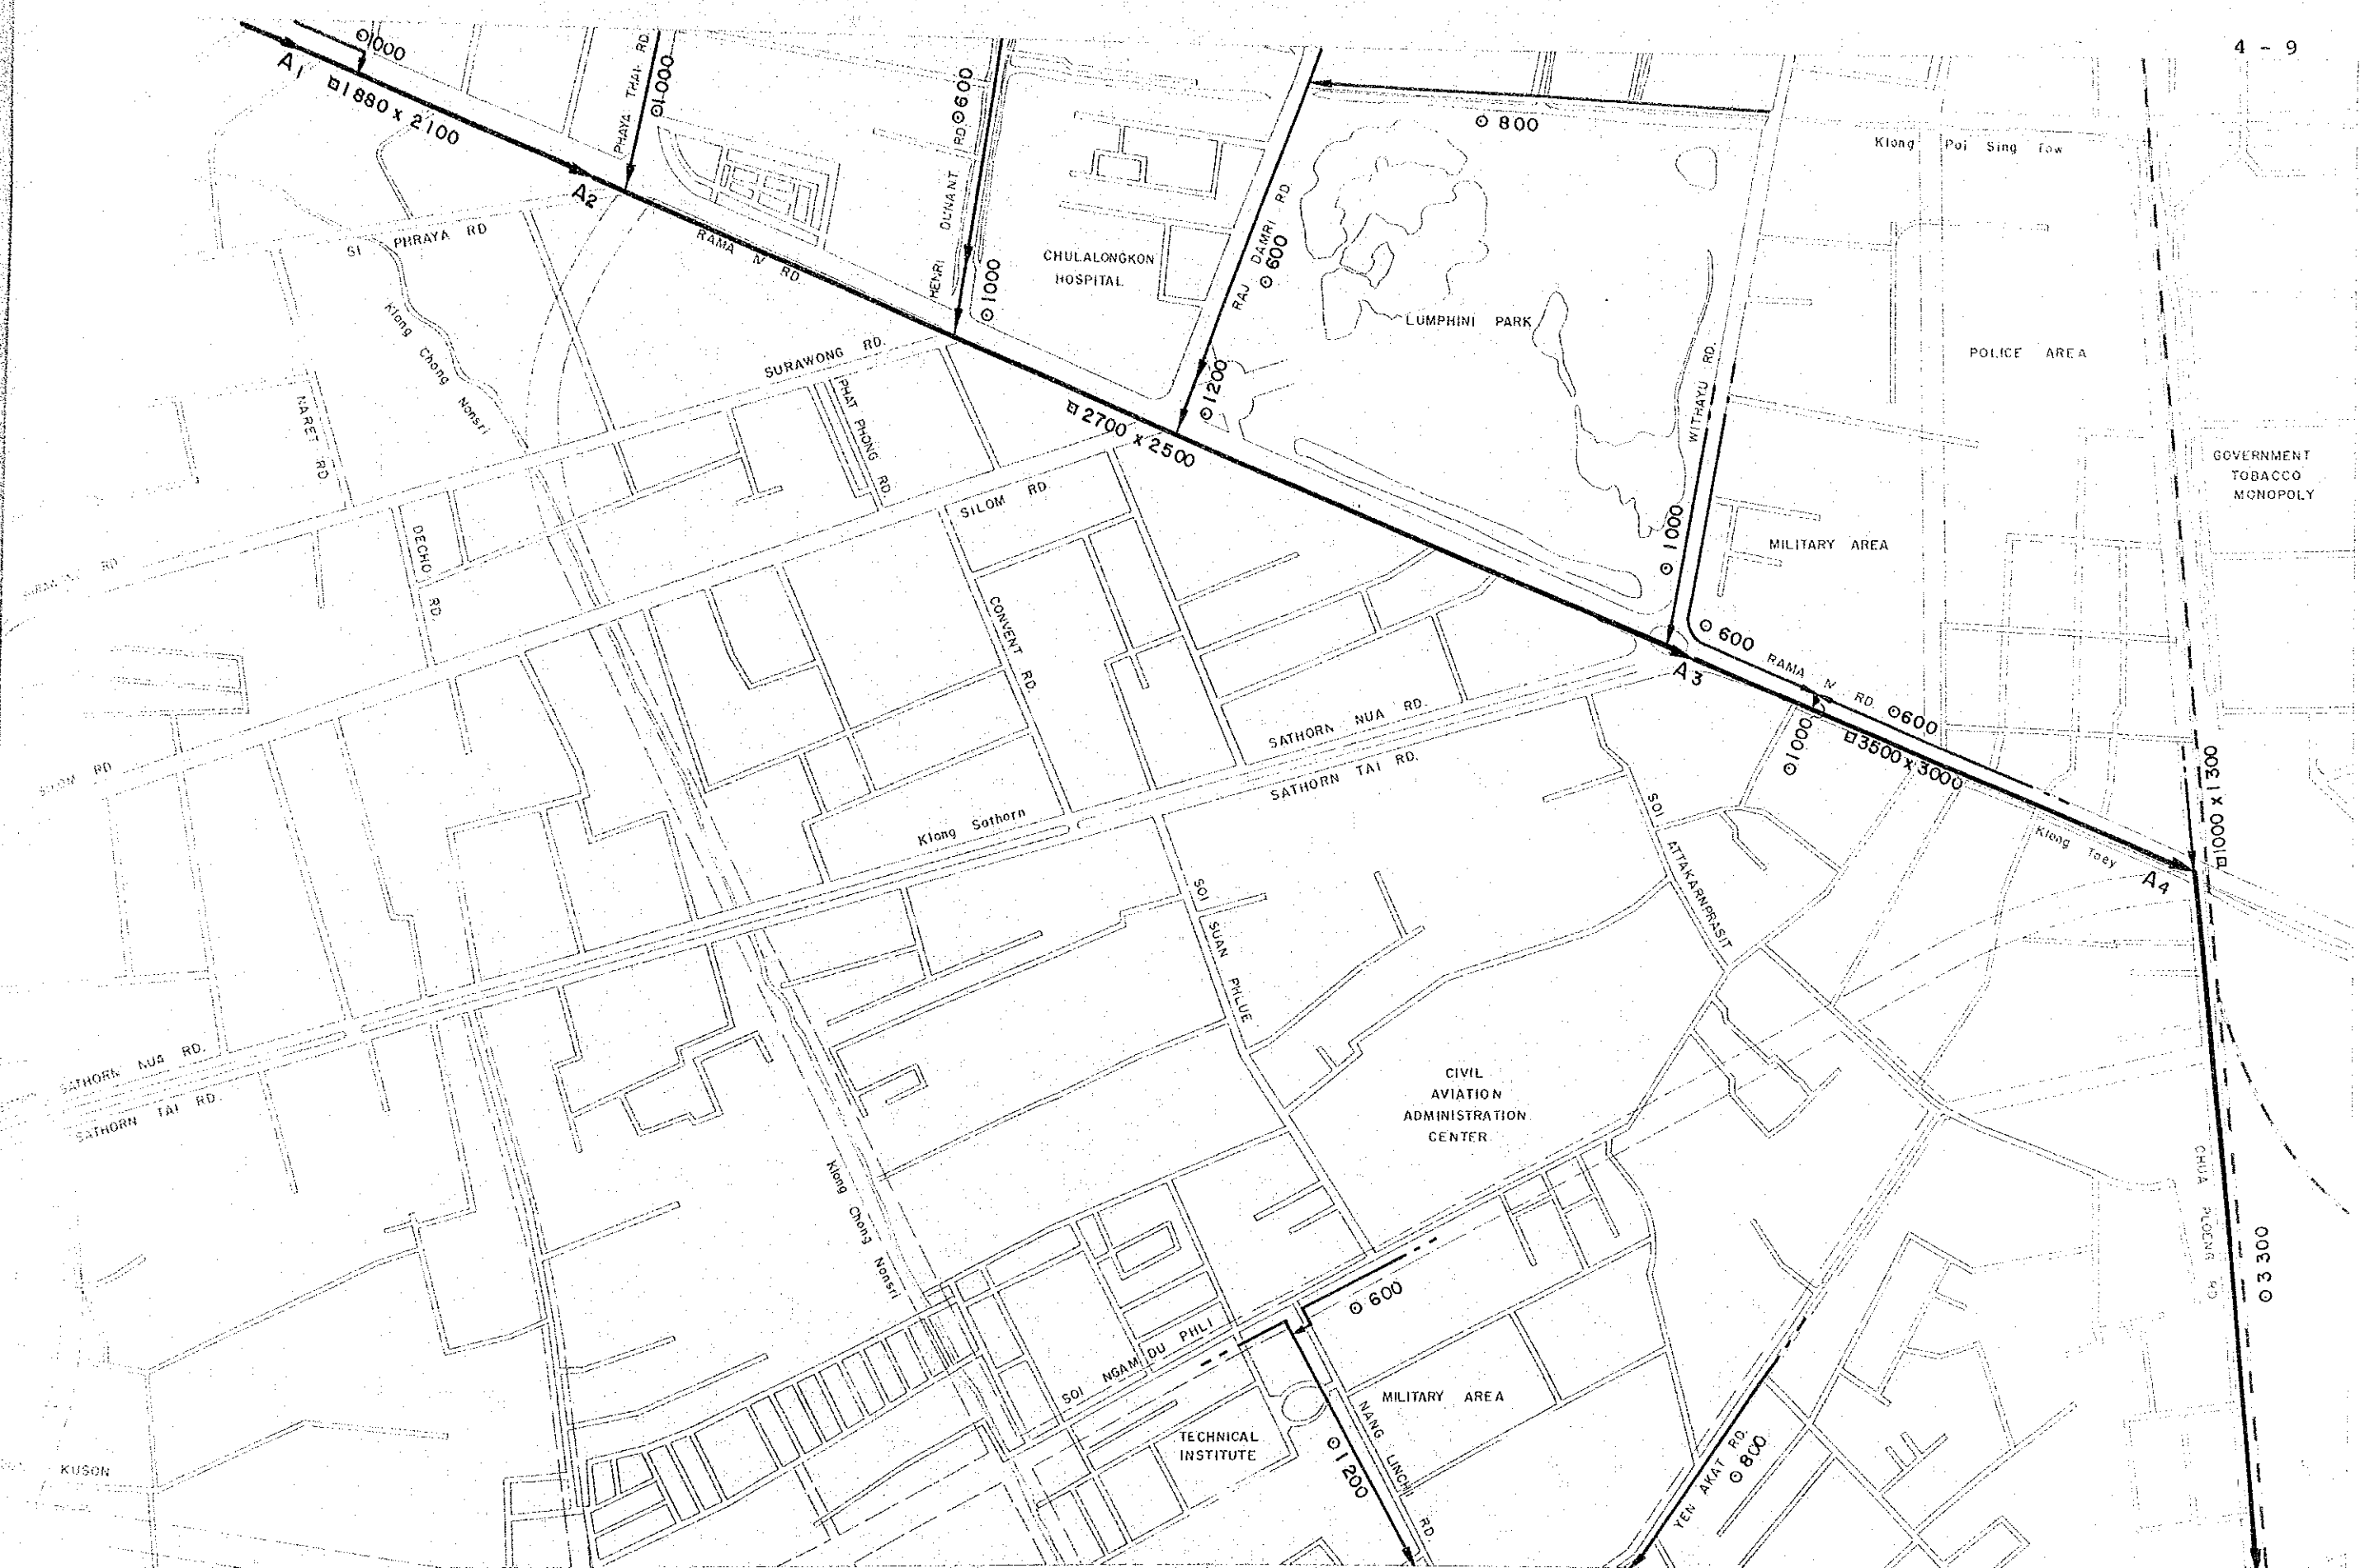 4 - 9
⊙1000
A1
⊡1880 x 2100
PHAYA THAI RD.
⊙1000
A2
HENRI DUNANT RD.
⊙600
⊙1000
⊙ 800
Klong Poi Sing Tow
SI PHRAYA RD
RAMA IV RD.
CHULALONGKON
HOSPITAL
RAJ DAMRI RD
⊙600
⊙1200
LUMPHINI PARK
WITHAYU RD.
POLICE AREA
Klong Chong Nonsri
SURAWONG RD.
PHAT PHONG RD.
NARET RD
⊡2700 x 2500
GOVERNMENT
TOBACCO
MONOPOLY
SILOM RD
DECHO RD.
⊙1000
MILITARY AREA
RD
CONVENT RD.
⊙ 600
RAMA IV RD.
⊙600
A3
⊙1000
⊡3500 x 3000
⊡1000 x 1300
SATHORN NUA RD.
SATHORN TAI RD.
RD
Klong Sathorn
SOI ATTAKARNPRASIT
Klong Toey
A4
SOI SUAN PHLUE
SATHORN NUA RD.
SATHORN TAI RD.
CIVIL
AVIATION
ADMINISTRATION
CENTER
Klong Chong Nonsri
CHUA PLOENG RD
⊙3300
⊙600
SOI NGAM DU PHLI
MILITARY AREA
NANG LINCHI RD
⊙1200
TECHNICAL
INSTITUTE
YEN AKAT RD.
⊙800
KUSON